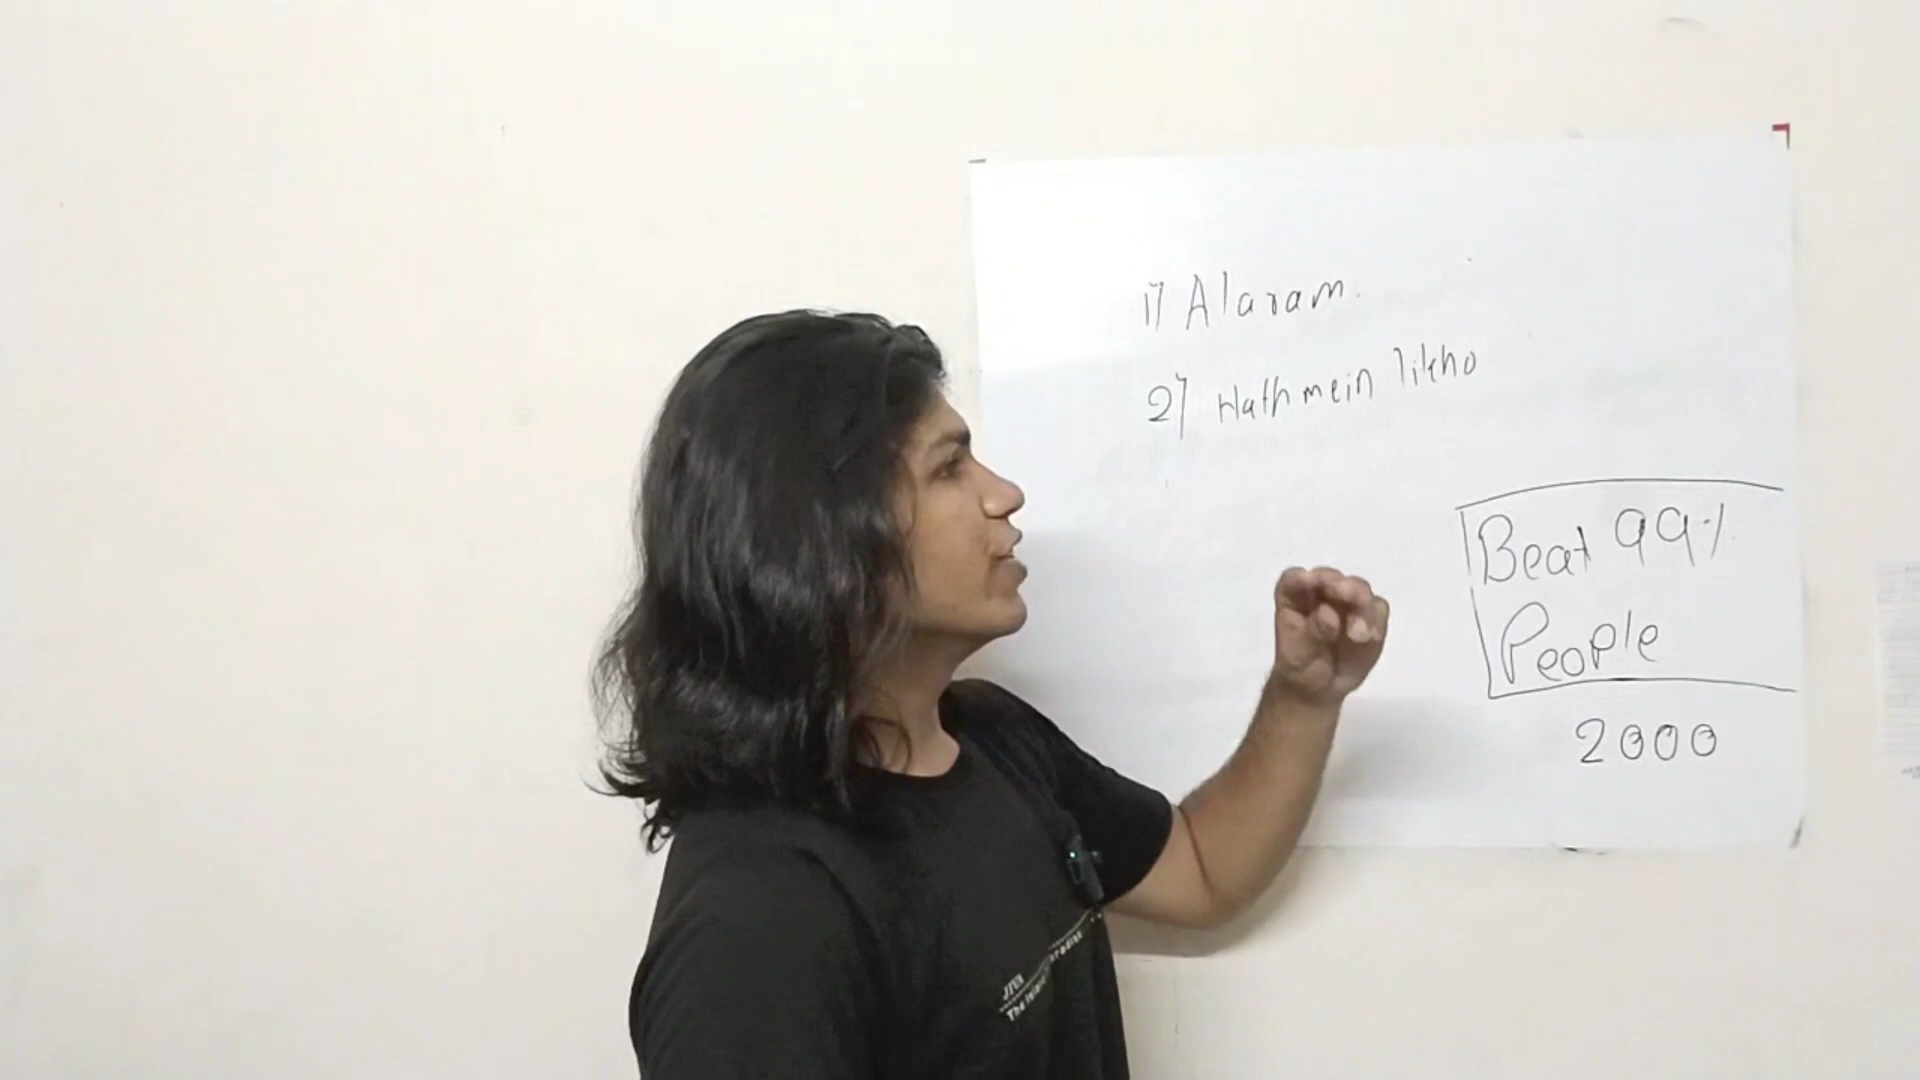 1) Alaram.
2) Hath mein likho
Beat 99%
People
2000